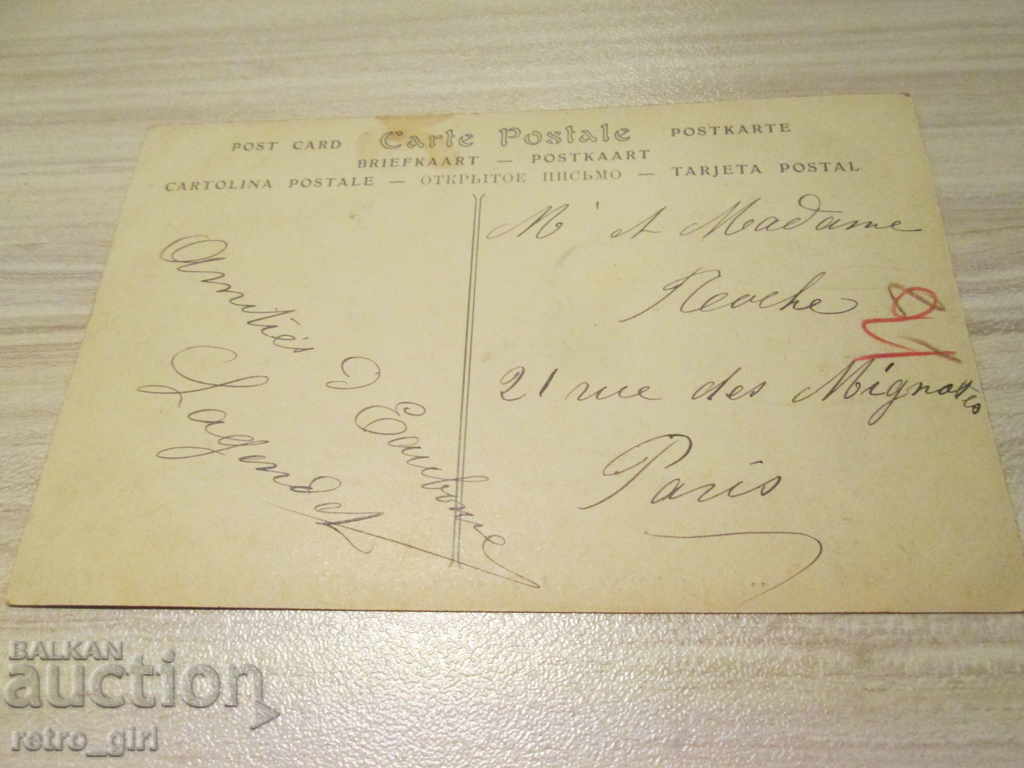 POST CARD Carte Postale POSTKARTE
BRIEFKAART — POSTKAART
CARTOLINA POSTALE — ОТКРЫТОЕ ПИСЬМО — TARJETA POSTAL
Amitiés D Eaubonne
M' et Madame
Roche
21 rue des Mignottes
Paris
BALKAN
auction
retro_girl